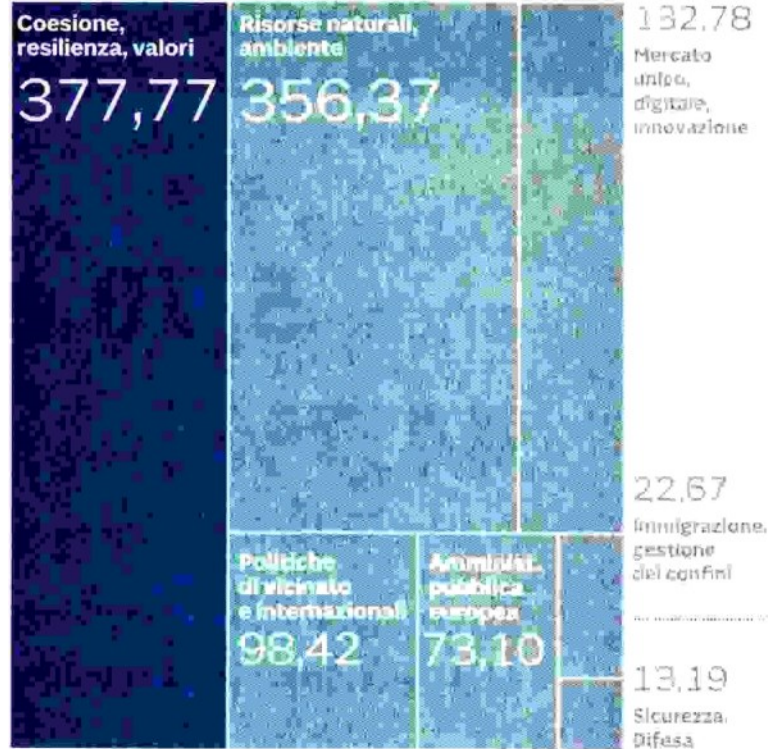 Coesione,
resilienza, valori
377,77
Risorse naturali,
ambiente
356,37
132,78
Mercato
unico,
digitale,
innovazione
Politiche
di vicinato
e internazionali
98,42
Amminist.
pubblica
europea
73,10
22,67
Immigrazione,
gestione
dei confini
13,19
Sicurezza,
Difesa